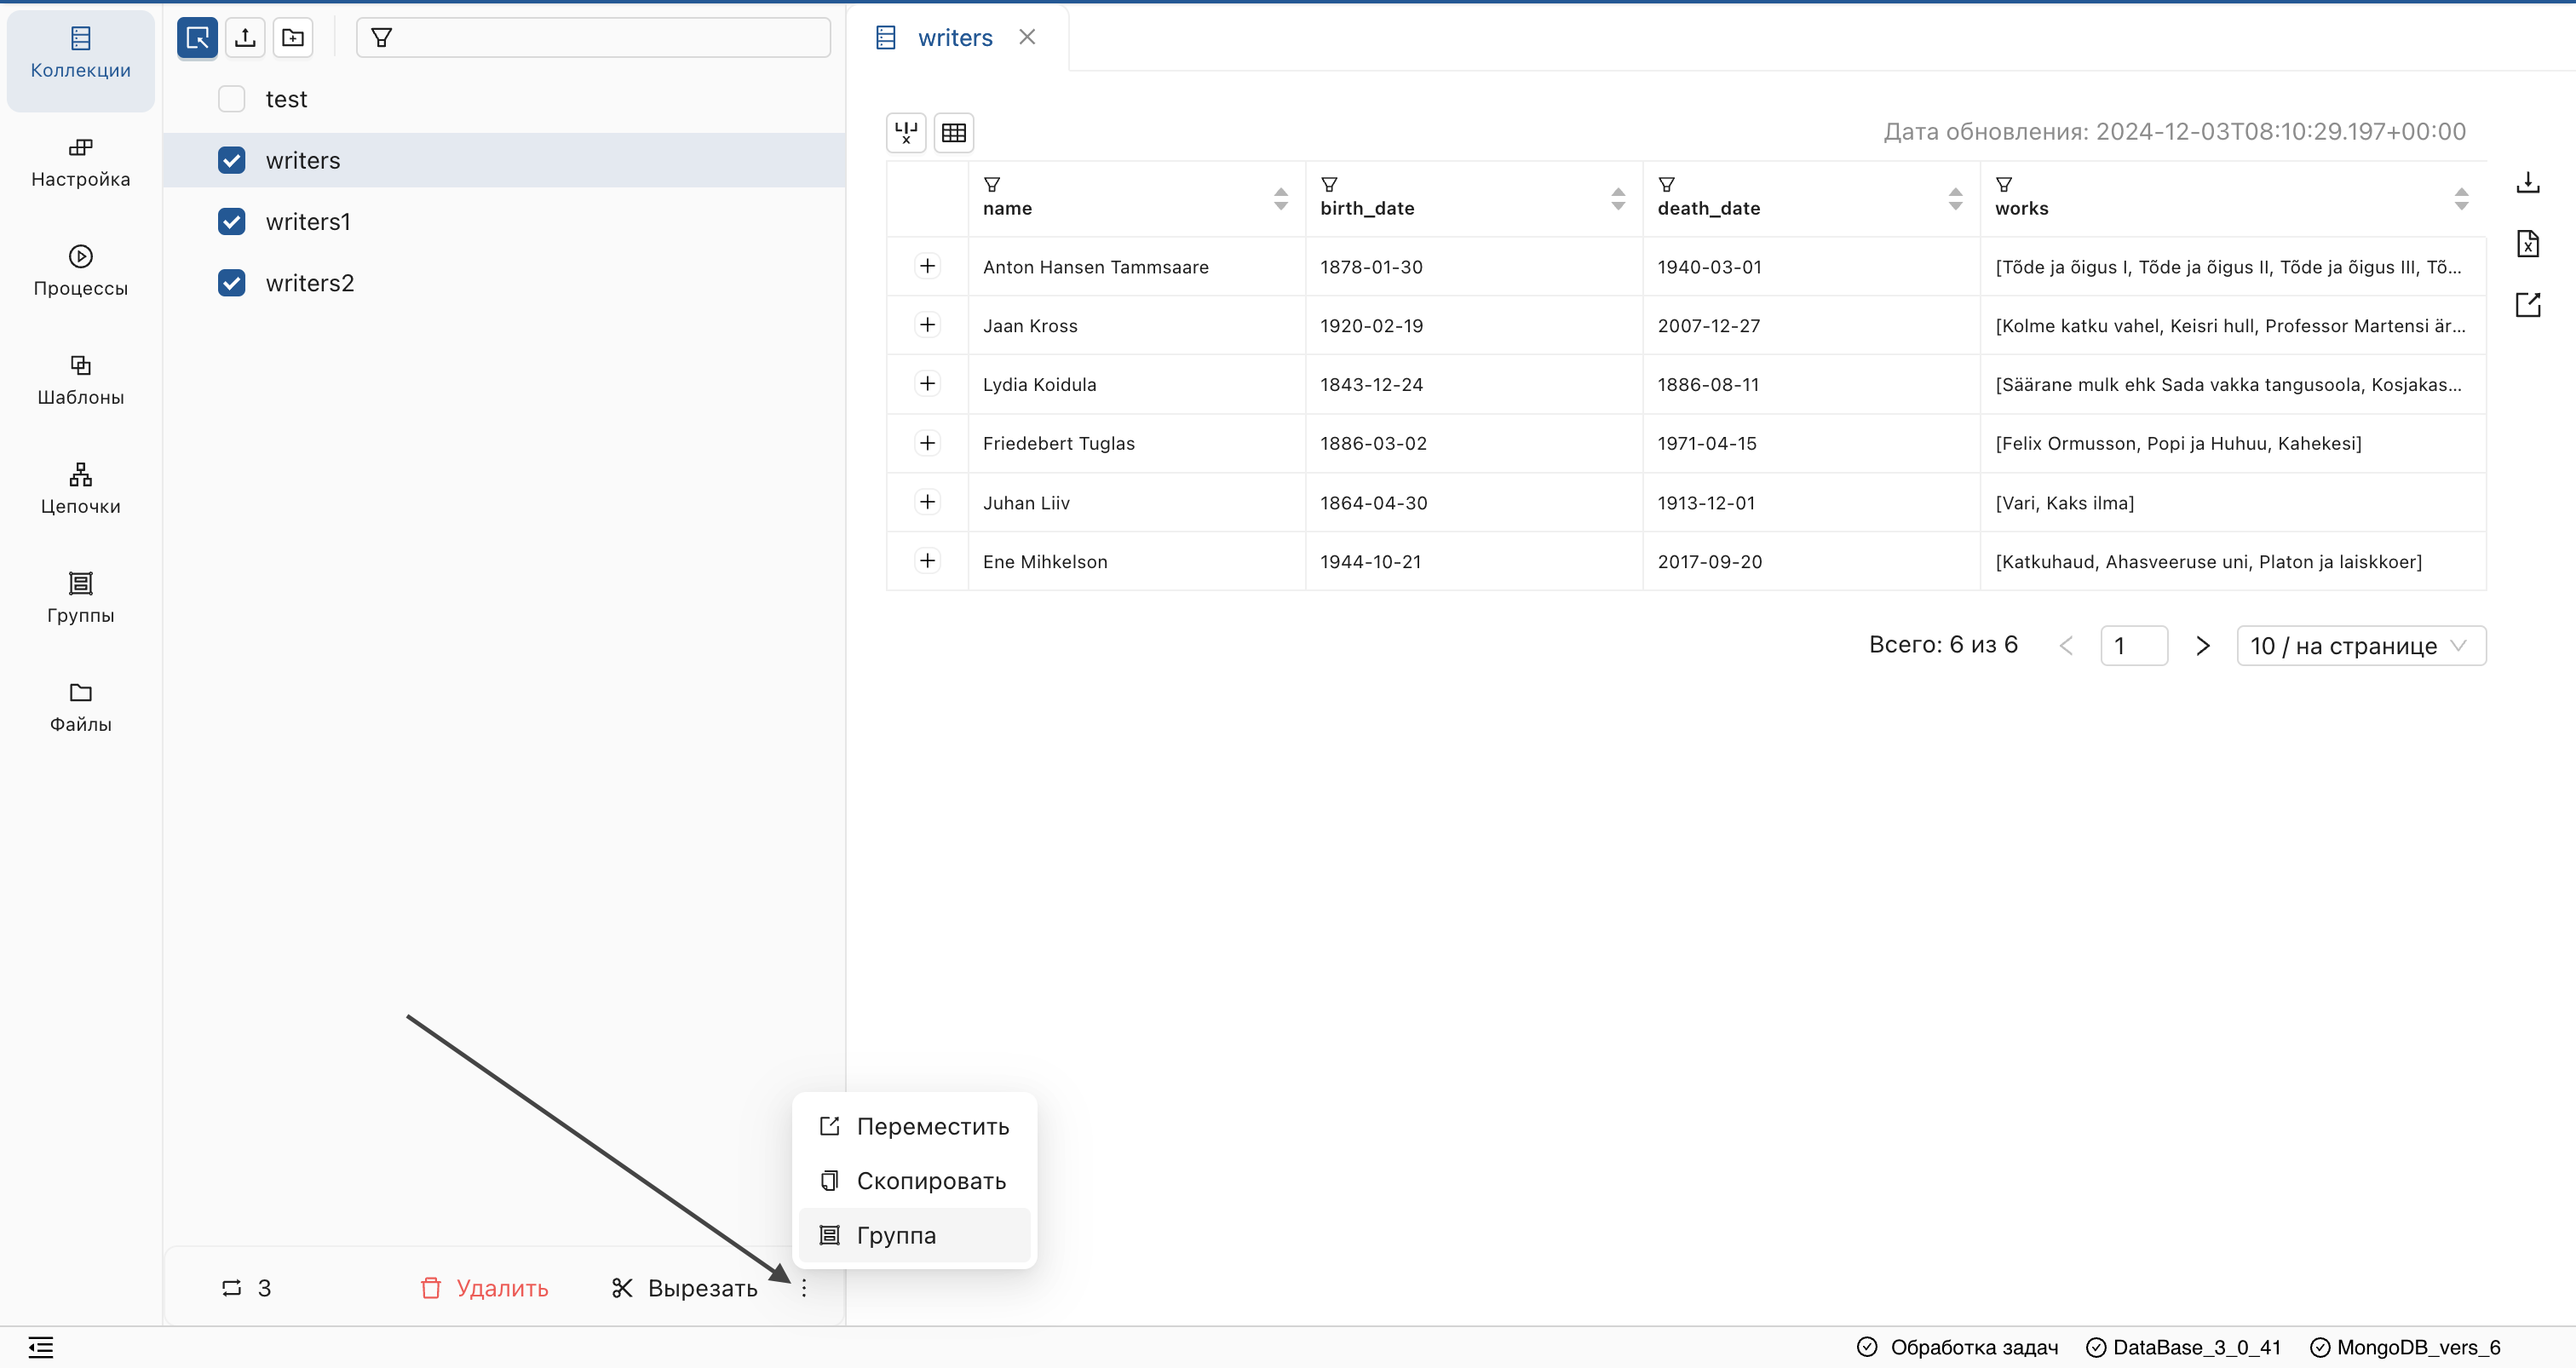 Коллекции
Настройка
Процессы
Шаблоны
Цепочки
Группы
Файлы
test
writers
writers1
writers2
3 Удалить Вырезать
Переместить
Скопировать
Группа
writers
Дата обновления: 2024-12-03T08:10:29.197+00:00
name birth_date death_date works
Anton Hansen Tammsaare 1878-01-30 1940-03-01 [Tõde ja õigus I, Tõde ja õigus II, Tõde ja õigus III, Tõ...
Jaan Kross 1920-02-19 2007-12-27 [Kolme katku vahel, Keisri hull, Professor Martensi är...
Lydia Koidula 1843-12-24 1886-08-11 [Säärane mulk ehk Sada vakka tangusoola, Kosjakas...
Friedebert Tuglas 1886-03-02 1971-04-15 [Felix Ormusson, Popi ja Huhuu, Kahekesi]
Juhan Liiv 1864-04-30 1913-12-01 [Vari, Kaks ilma]
Ene Mihkelson 1944-10-21 2017-09-20 [Katkuhaud, Ahasveeruse uni, Platon ja laiskkoer]
Всего: 6 из 6 1 10 / на странице
Обработка задач DataBase_3_0_41 MongoDB_vers_6